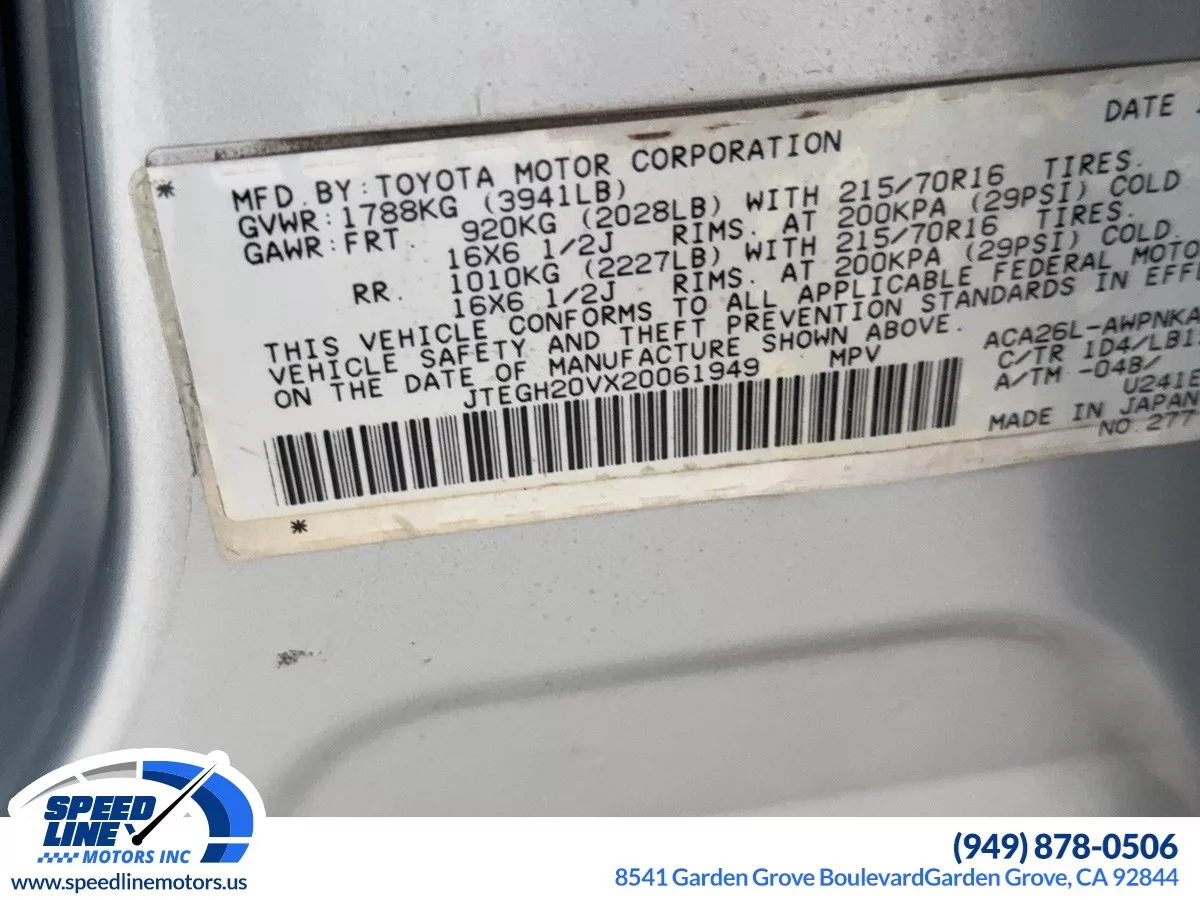 DATE
MFD. BY: TOYOTA MOTOR CORPORATION
GVWR: 1788KG (3941LB)
GAWR: FRT. 920KG (2028LB) WITH 215/70R16 TIRES.
16X6 1/2J RIMS. AT 200KPA (29PSI) COLD
RR. 1010KG (2227LB) WITH 215/70R16 TIRES.
16X6 1/2J RIMS. AT 200KPA (29PSI) COLD.
THIS VEHICLE CONFORMS TO ALL APPLICABLE FEDERAL MOTO
VEHICLE SAFETY AND THEFT PREVENTION STANDARDS IN EFF
ON THE DATE OF MANUFACTURE SHOWN ABOVE.
JTEGH20VX20061949 MPV
ACA26L-AWPNKA
C/TR 1D4/LB1
A/TM -04B/
U241E
MADE IN JAPAN
NO. 277
SPEED
LINE
MOTORS INC
www.speedlinemotors.us
(949) 878-0506
8541 Garden Grove BoulevardGarden Grove, CA 92844